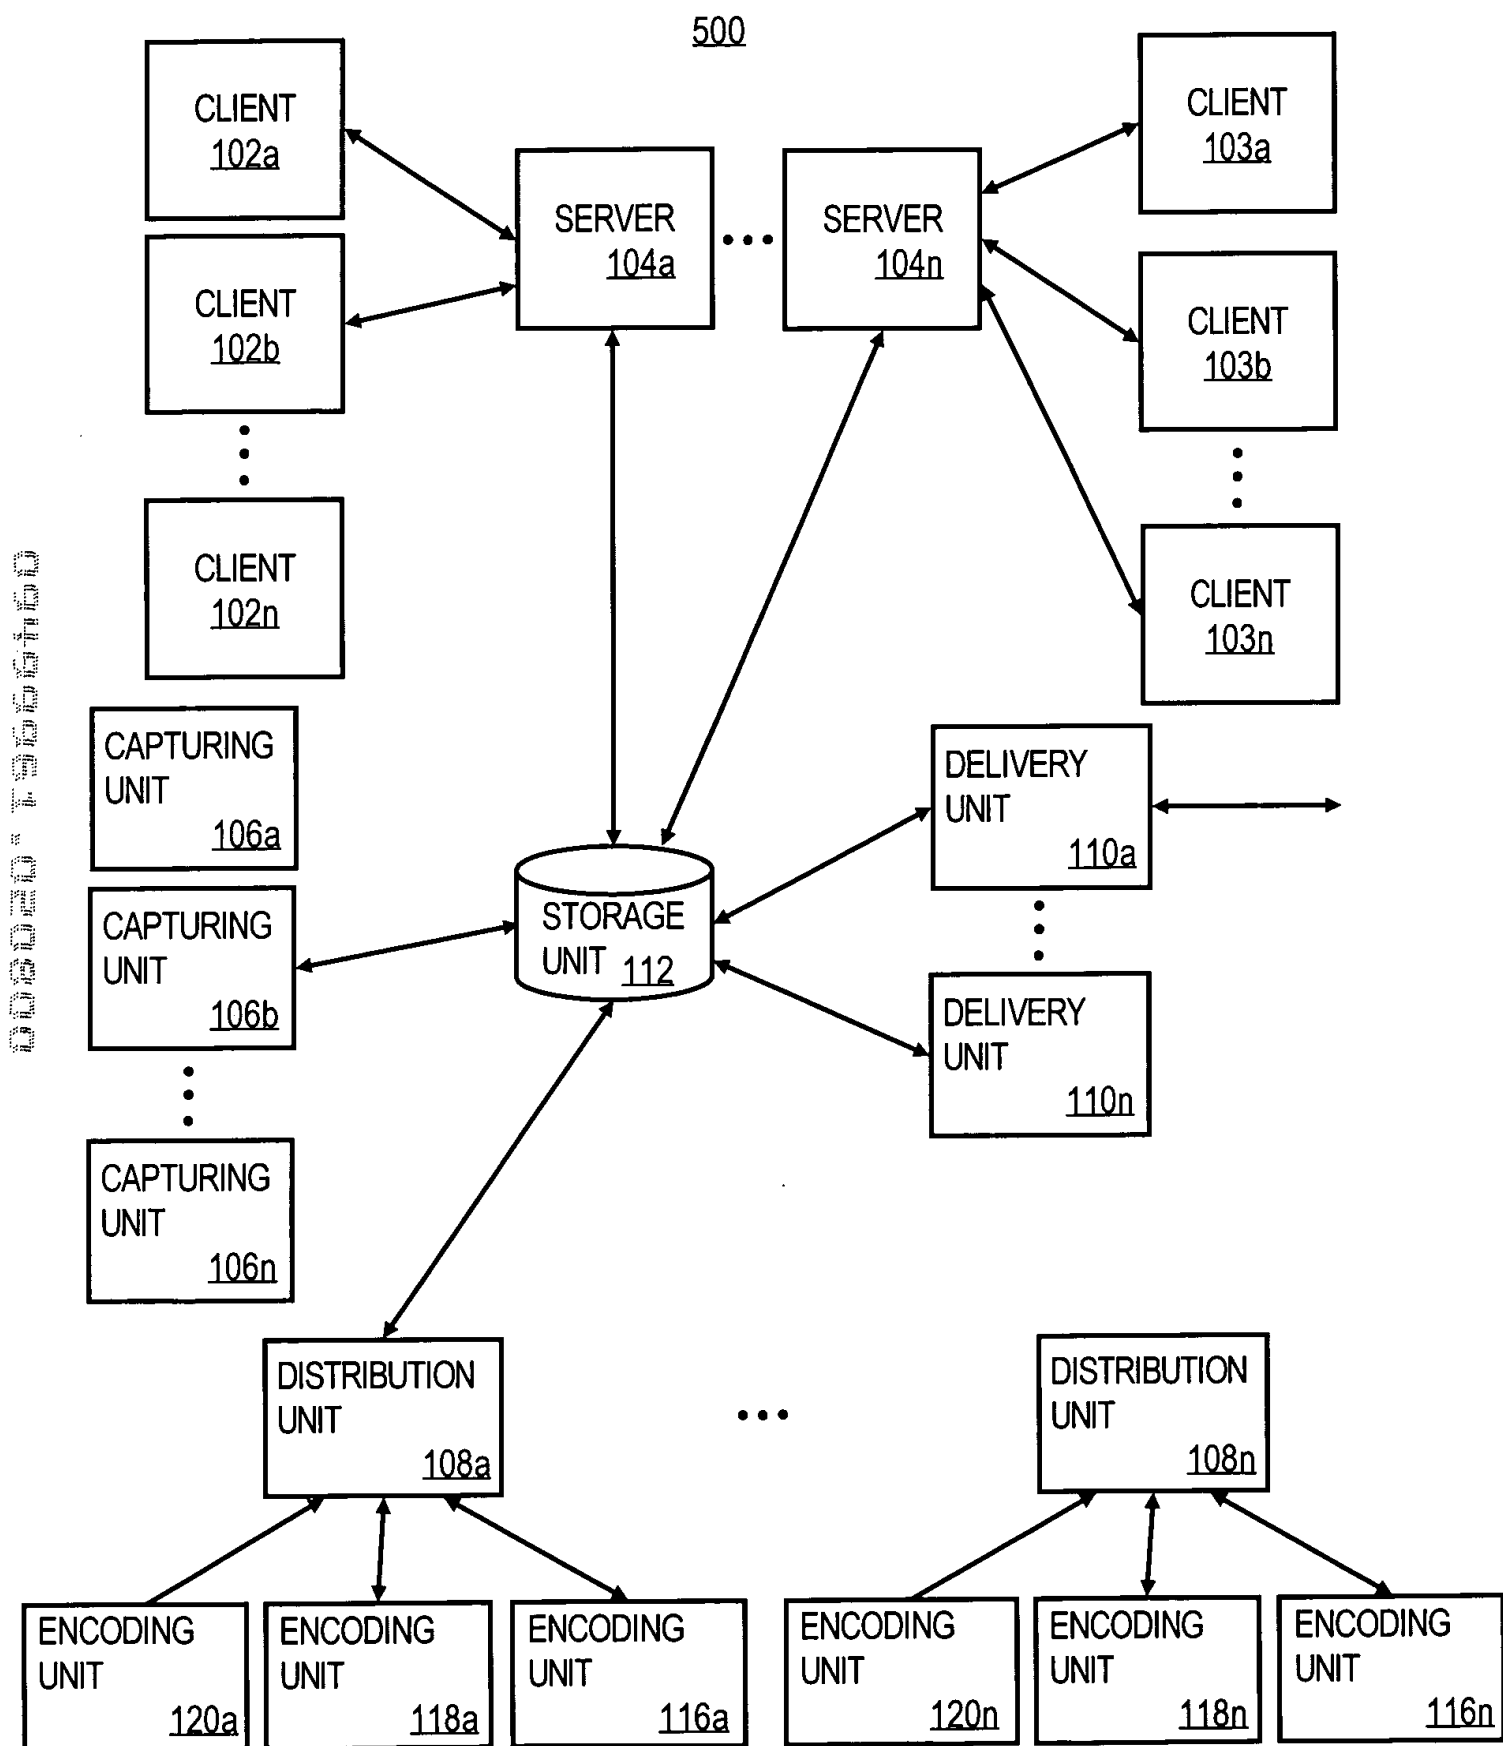 500
CLIENT
102a
CLIENT
102b
CLIENT
102n
SERVER
104a
SERVER
104n
CLIENT
103a
CLIENT
103b
CLIENT
103n
CAPTURING
UNIT
106a
CAPTURING
UNIT
106b
CAPTURING
UNIT
106n
STORAGE
UNIT 112
DELIVERY
UNIT
110a
DELIVERY
UNIT
110n
DISTRIBUTION
UNIT
108a
DISTRIBUTION
UNIT
108n
ENCODING
UNIT
120a
ENCODING
UNIT
118a
ENCODING
UNIT
116a
ENCODING
UNIT
120n
ENCODING
UNIT
118n
ENCODING
UNIT
116n